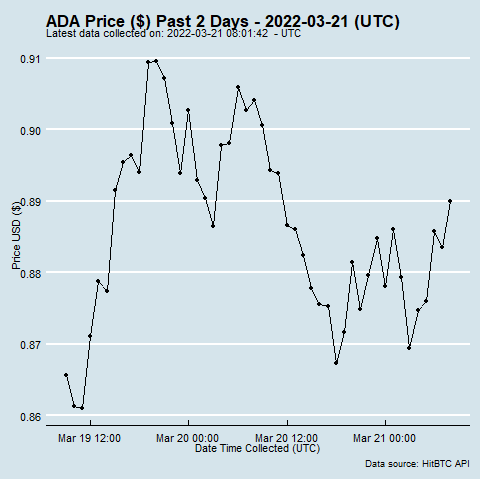 ADA Price ($) Past 2 Days - 2022-03-21 (UTC)
Latest data collected on: 2022-03-21 08:01:42  - UTC
0.91
0.90
0.89
0.88
0.87
0.86
Price USD ($)
Mar 19 12:00
Mar 20 00:00
Mar 20 12:00
Mar 21 00:00
Date Time Collected (UTC)
Data source: HitBTC API